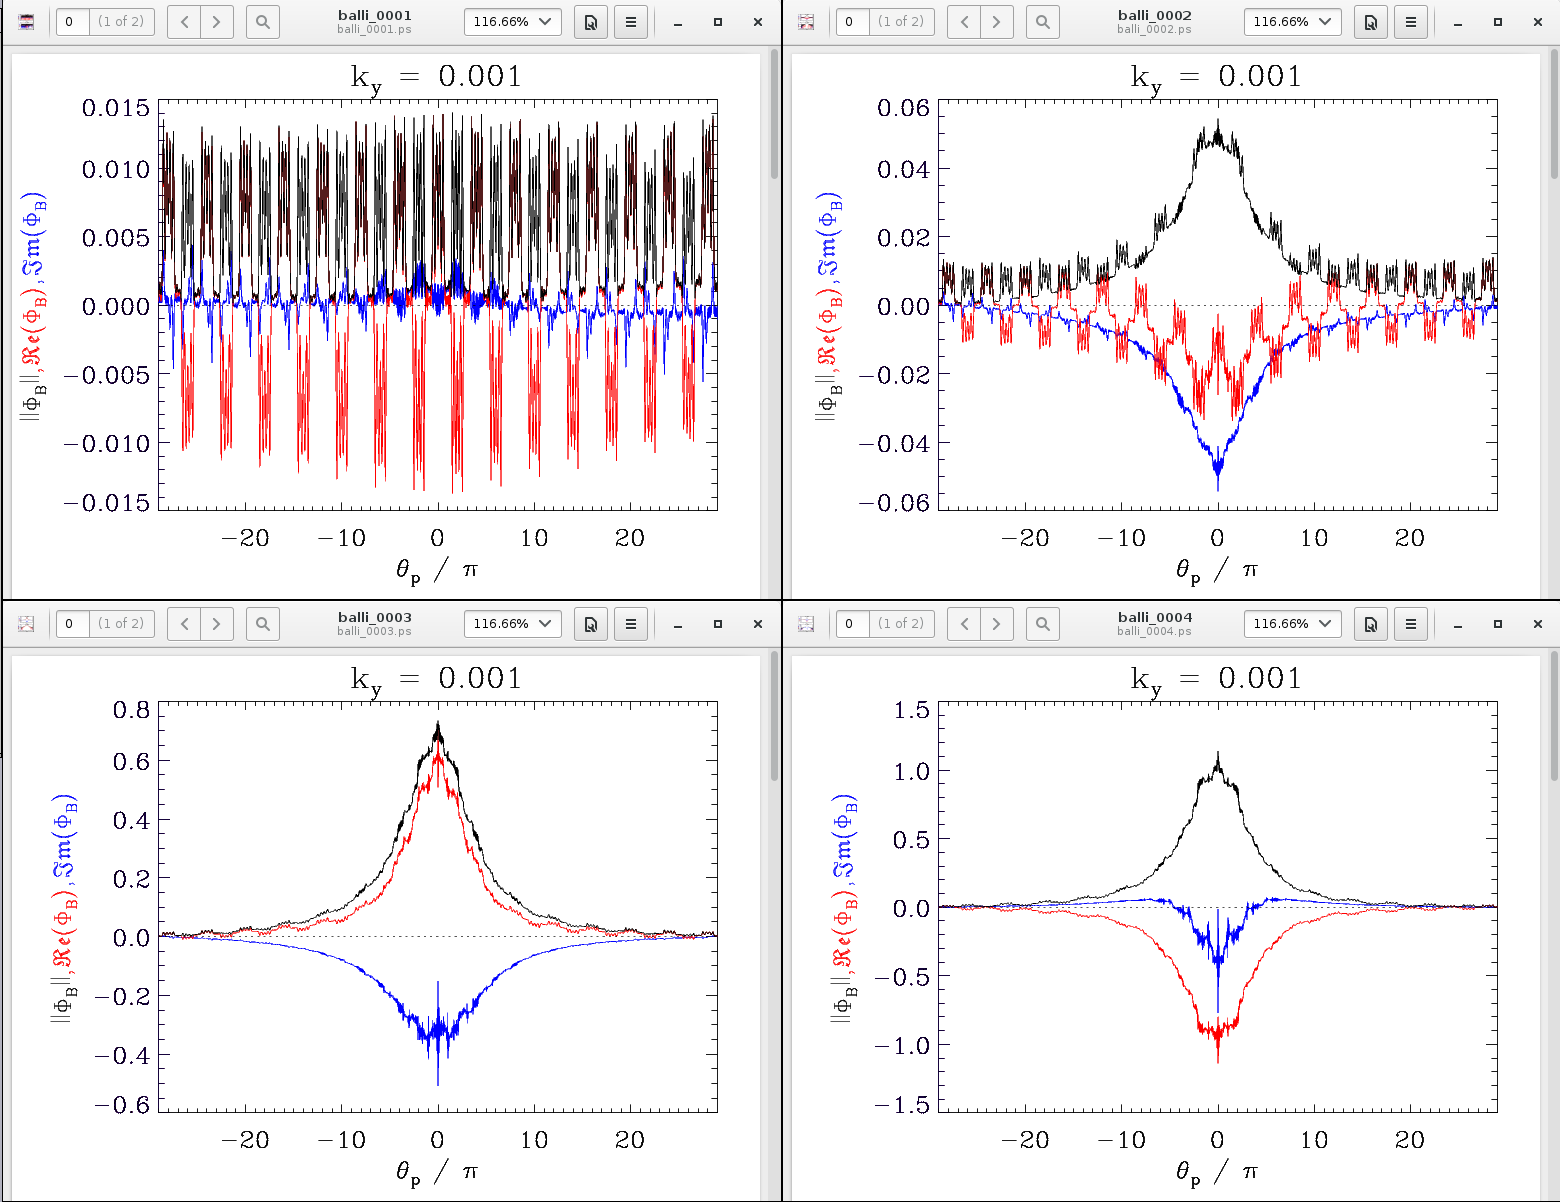 0 (1 of 2) balli_0001 116.66%
balli_0001.ps
k_y = 0.001
0.015
0.010
0.005
0.000
−0.005
−0.010
−0.015
||Φ_B||,ℜe(Φ_B),ℑm(Φ_B)
−20 −10 0 10 20
θ_p / π
0 (1 of 2) balli_0002 116.66%
balli_0002.ps
k_y = 0.001
0.06
0.04
0.02
0.00
−0.02
−0.04
−0.06
||Φ_B||,ℜe(Φ_B),ℑm(Φ_B)
−20 −10 0 10 20
θ_p / π
0 (1 of 2) balli_0003 116.66%
balli_0003.ps
k_y = 0.001
0.8
0.6
0.4
0.2
0.0
−0.2
−0.4
−0.6
||Φ_B||,ℜe(Φ_B),ℑm(Φ_B)
−20 −10 0 10 20
θ_p / π
0 (1 of 2) balli_0004 116.66%
balli_0004.ps
k_y = 0.001
1.5
1.0
0.5
0.0
−0.5
−1.0
−1.5
||Φ_B||,ℜe(Φ_B),ℑm(Φ_B)
−20 −10 0 10 20
θ_p / π